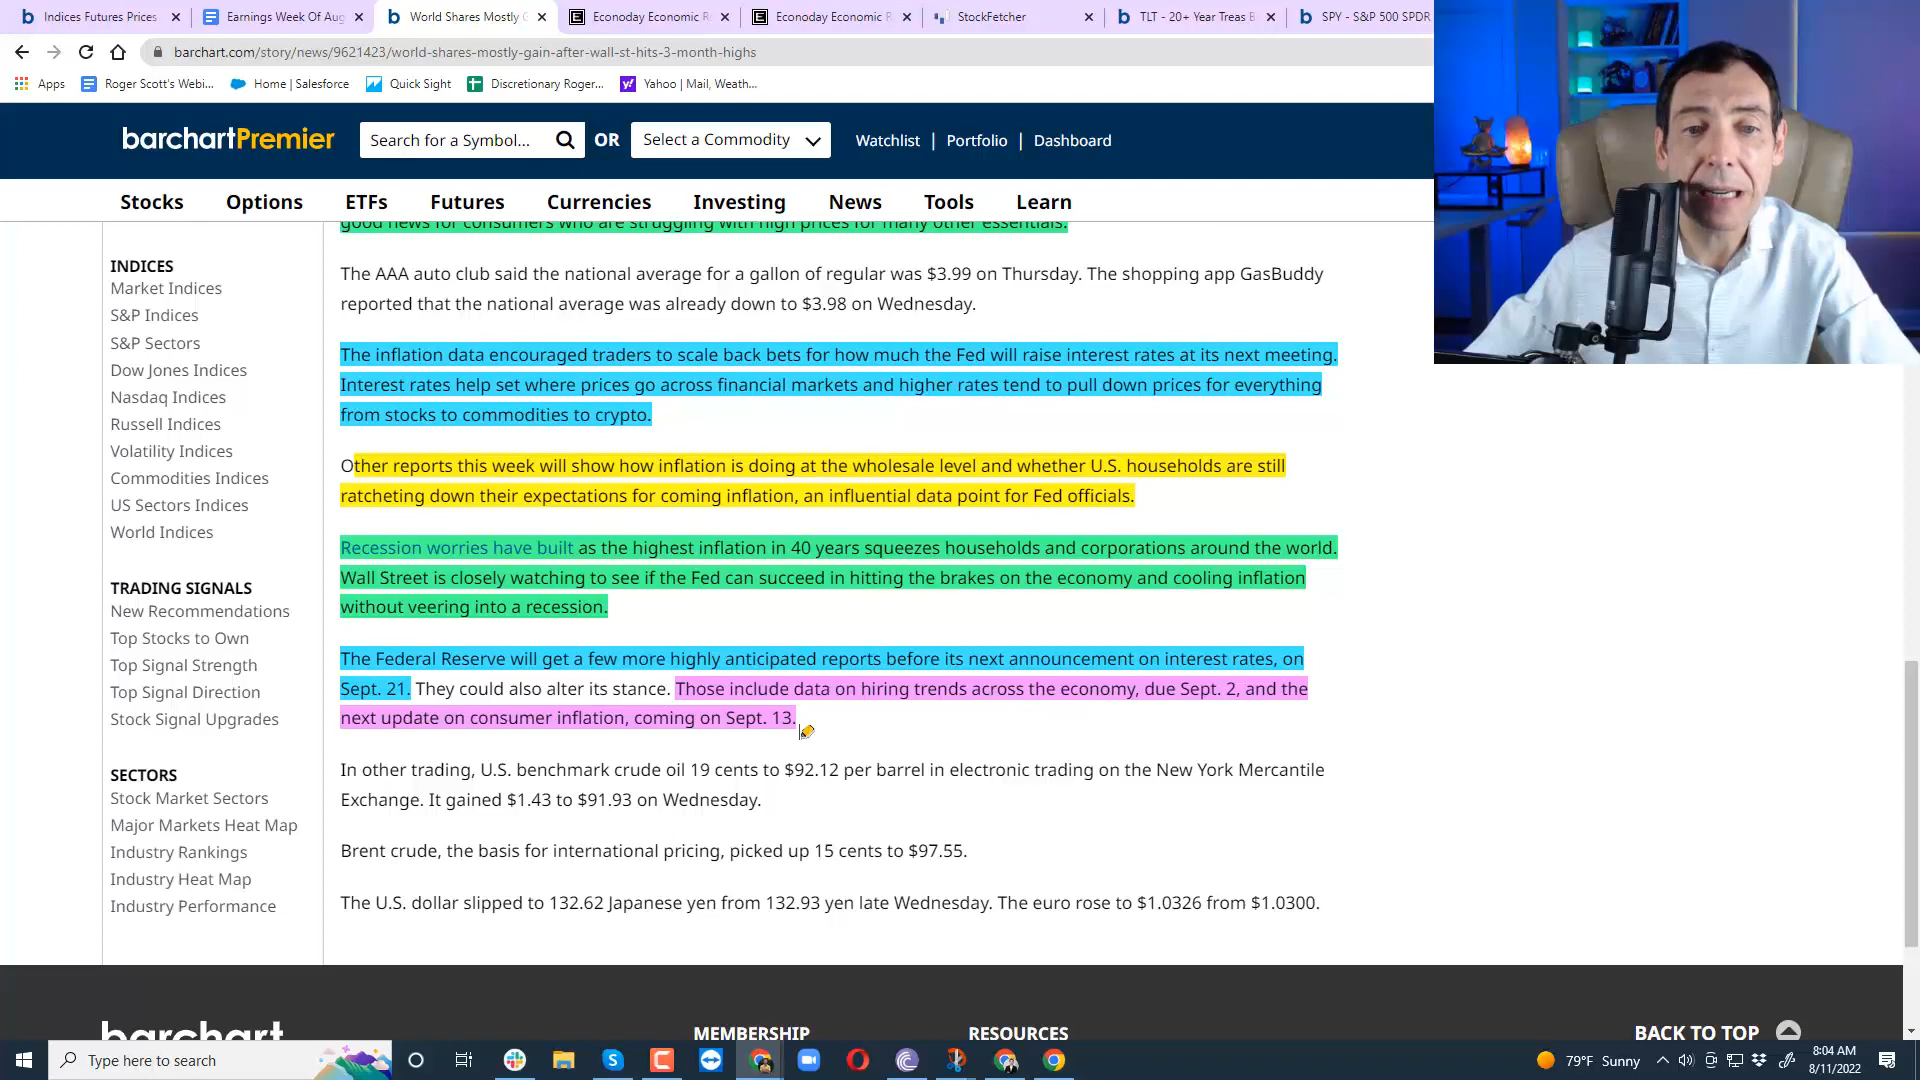 Indices Futures Prices
Earnings Week Of Aug
World Shares Mostly G
Econoday Economic R
Econoday Economic R
StockFetcher
TLT - 20+ Year Treas B
SPY - S&P 500 SPDR
barchart.com/story/news/9621423/world-shares-mostly-gain-after-wall-st-hits-3-month-highs
Apps
Roger Scott's Webi...
Home | Salesforce
Quick Sight
Discretionary Roger...
Yahoo | Mail, Weath...
barchartPremier
Search for a Symbol...
OR
Select a Commodity
Watchlist | Portfolio | Dashboard
Stocks Options ETFs Futures Currencies Investing News Tools Learn
INDICES
Market Indices
S&P Indices
S&P Sectors
Dow Jones Indices
Nasdaq Indices
Russell Indices
Volatility Indices
Commodities Indices
US Sectors Indices
World Indices
TRADING SIGNALS
New Recommendations
Top Stocks to Own
Top Signal Strength
Top Signal Direction
Stock Signal Upgrades
SECTORS
Stock Market Sectors
Major Markets Heat Map
Industry Rankings
Industry Heat Map
Industry Performance
good news for consumers who are struggling with high prices for many other essentials.
The AAA auto club said the national average for a gallon of regular was $3.99 on Thursday. The shopping app GasBuddy
reported that the national average was already down to $3.98 on Wednesday.
The inflation data encouraged traders to scale back bets for how much the Fed will raise interest rates at its next meeting.
Interest rates help set where prices go across financial markets and higher rates tend to pull down prices for everything
from stocks to commodities to crypto.
Other reports this week will show how inflation is doing at the wholesale level and whether U.S. households are still
ratcheting down their expectations for coming inflation, an influential data point for Fed officials.
Recession worries have built as the highest inflation in 40 years squeezes households and corporations around the world.
Wall Street is closely watching to see if the Fed can succeed in hitting the brakes on the economy and cooling inflation
without veering into a recession.
The Federal Reserve will get a few more highly anticipated reports before its next announcement on interest rates, on
Sept. 21. They could also alter its stance. Those include data on hiring trends across the economy, due Sept. 2, and the
next update on consumer inflation, coming on Sept. 13.
In other trading, U.S. benchmark crude oil 19 cents to $92.12 per barrel in electronic trading on the New York Mercantile
Exchange. It gained $1.43 to $91.93 on Wednesday.
Brent crude, the basis for international pricing, picked up 15 cents to $97.55.
The U.S. dollar slipped to 132.62 Japanese yen from 132.93 yen late Wednesday. The euro rose to $1.0326 from $1.0300.
barchart
MEMBERSHIP
RESOURCES
BACK TO TOP
Type here to search
79°F Sunny
8:04 AM
8/11/2022